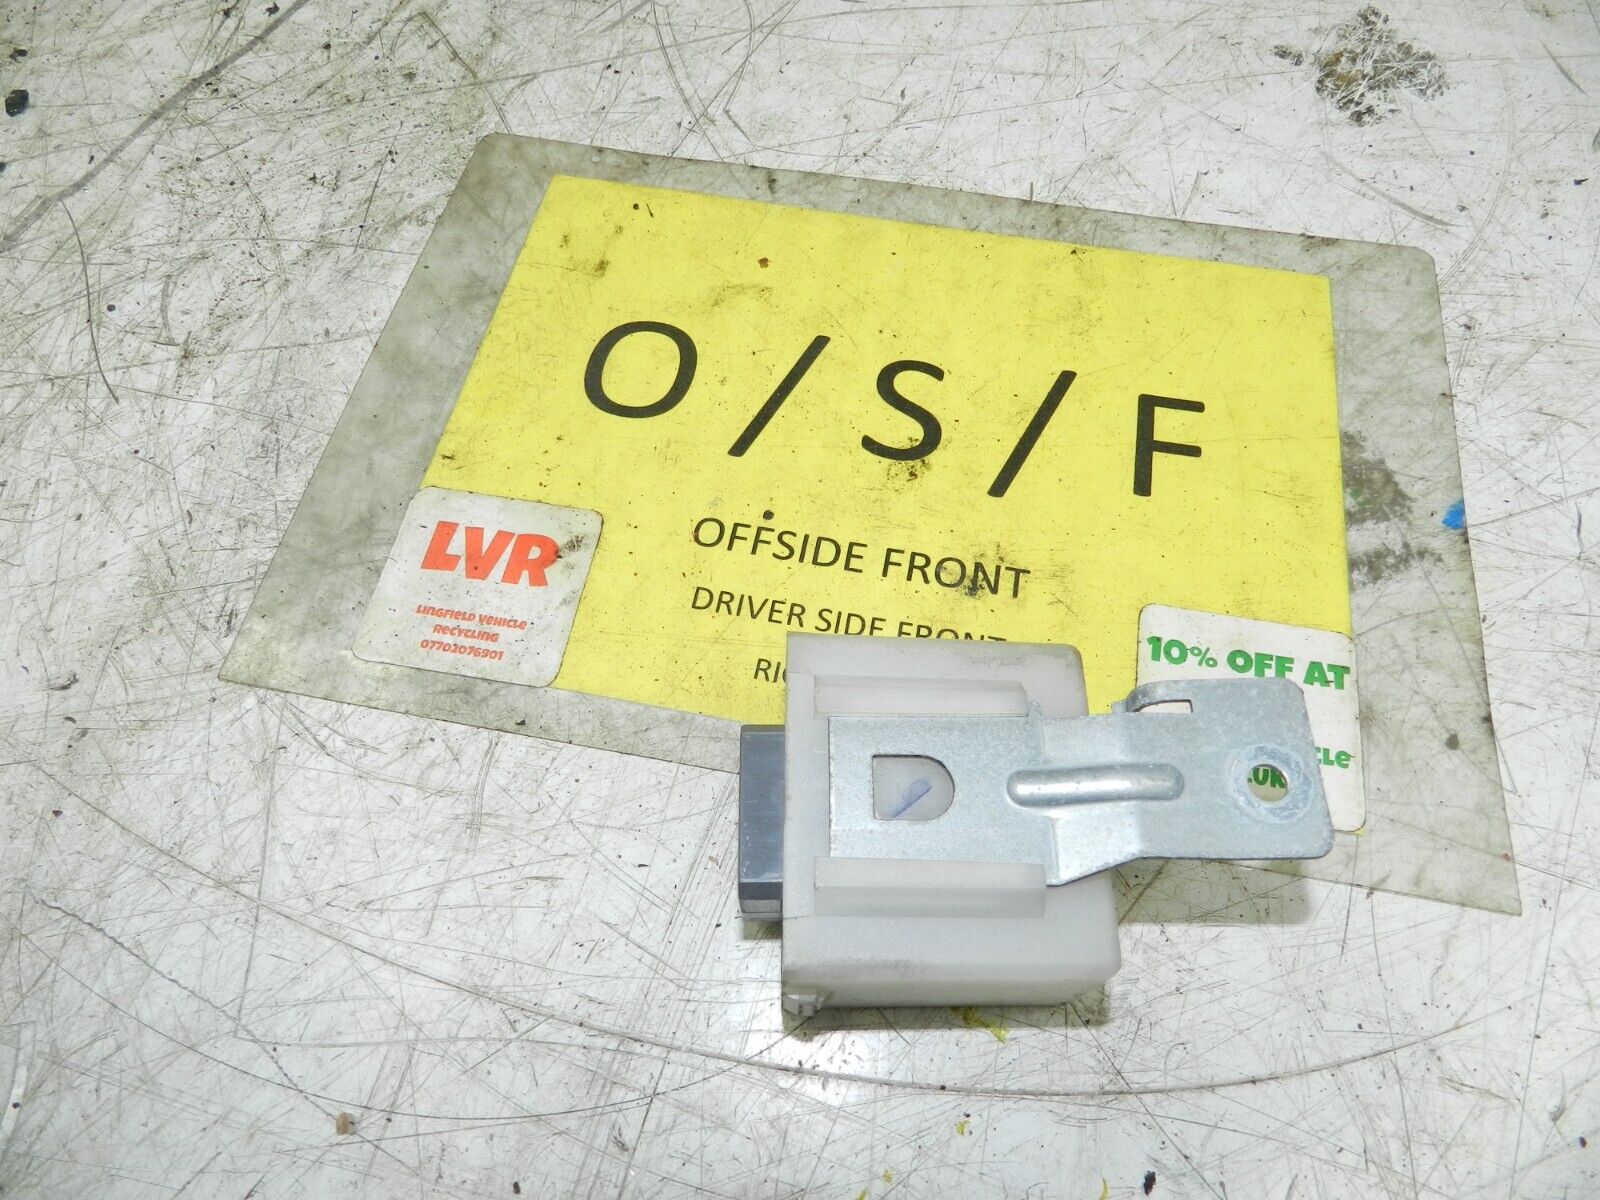 O/S/F
OFFSIDE FRONT
DRIVER SIDE FRONT
LVR
LINGFIELD VEHICLE
RECYCLING
07702076901
10% OFF AT